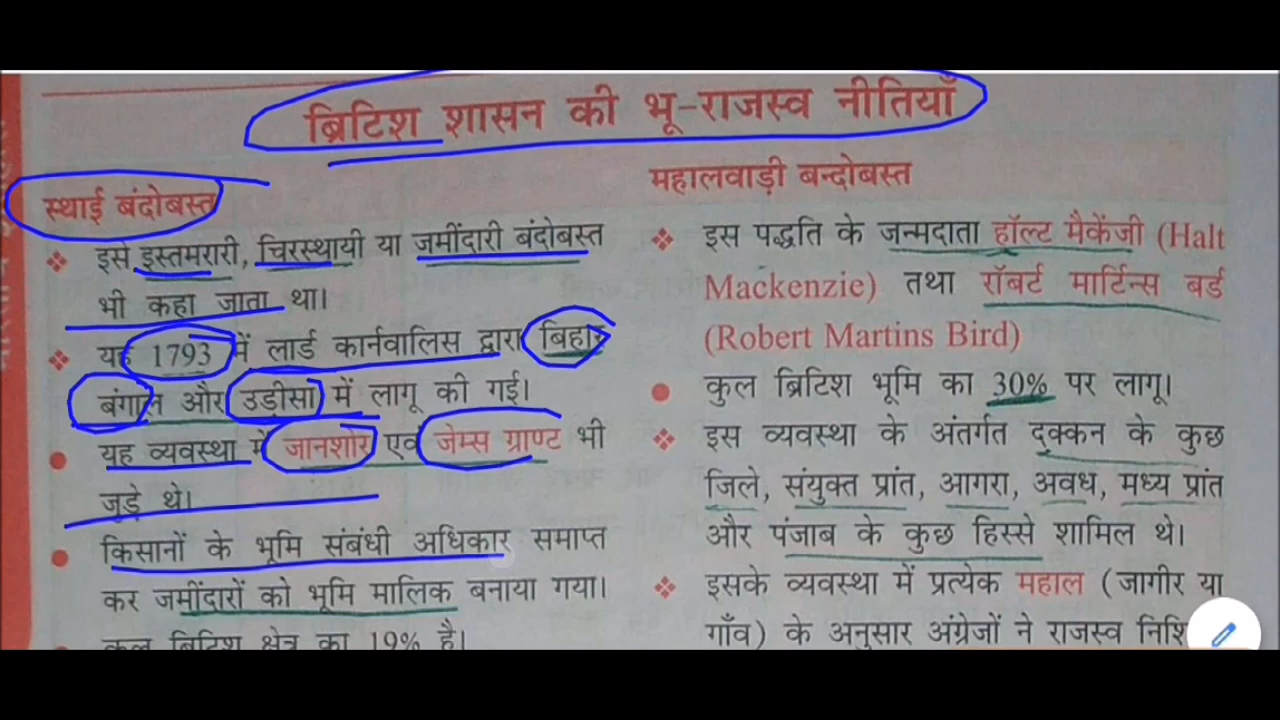 ब्रिटिश शासन की भू-राजस्व नीतियाँ
स्थाई बंदोबस्त
इसे इस्तमरारी, चिरस्थायी या जमींदारी बंदोबस्त
भी कहा जाता था।
यह 1793 में लार्ड कार्नवालिस द्वारा बिहार
बंगाल और उड़ीसा में लागू की गई।
यह व्यवस्था में जानशोर एवं जेम्स ग्राण्ट भी
जुड़े थे।
किसानों के भूमि संबंधी अधिकार समाप्त
कर जमींदारों को भूमि मालिक बनाया गया।
कुल ब्रिटिश क्षेत्र का 19% है।
महालवाड़ी बन्दोबस्त
इस पद्धति के जन्मदाता हॉल्ट मैकेंजी (Halt
Mackenzie) तथा रॉबर्ट मार्टिन्स बर्ड
(Robert Martins Bird)
कुल ब्रिटिश भूमि का 30% पर लागू।
इस व्यवस्था के अंतर्गत दक्कन के कुछ
जिले, संयुक्त प्रांत, आगरा, अवध, मध्य प्रांत
और पंजाब के कुछ हिस्से शामिल थे।
इसके व्यवस्था में प्रत्येक महाल (जागीर या
गाँव) के अनुसार अंग्रेजों ने राजस्व